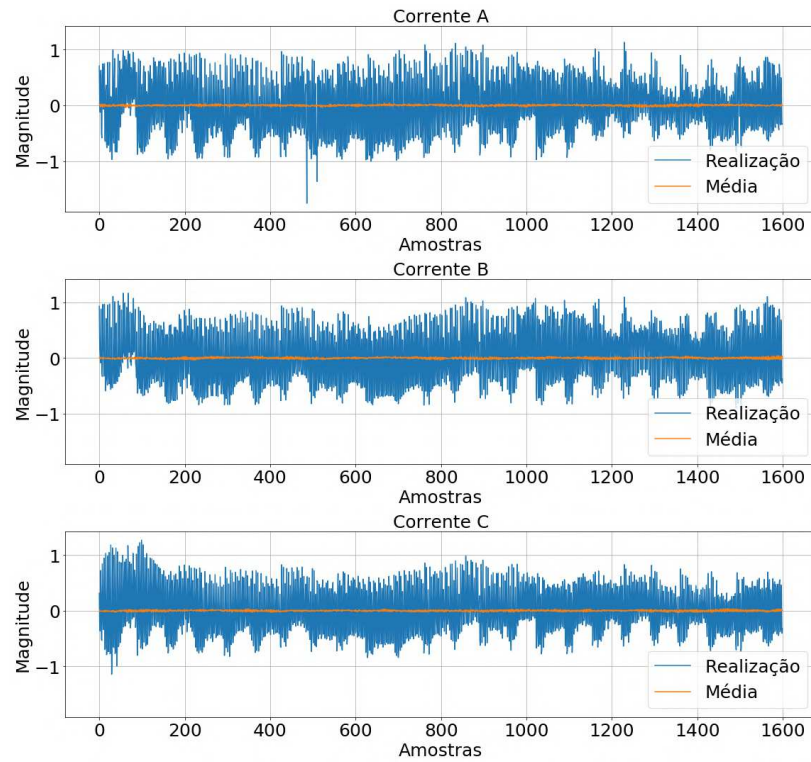 Corrente A
1
0
−1
Magnitude
Realização
Média
0 200 400 600 800 1000 1200 1400 1600
Amostras
Corrente B
1
0
−1
Magnitude
Realização
Média
0 200 400 600 800 1000 1200 1400 1600
Amostras
Corrente C
1
0
−1
Magnitude
Realização
Média
0 200 400 600 800 1000 1200 1400 1600
Amostras